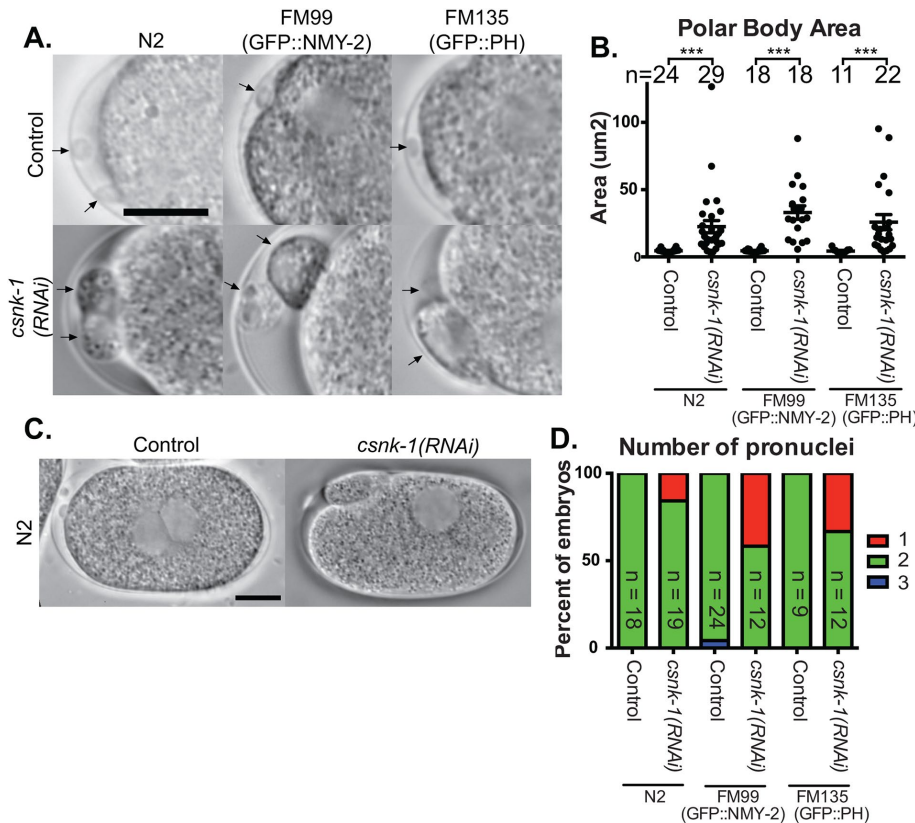 A.
N2
FM99
(GFP::NMY-2)
FM135
(GFP::PH)
Control
csnk-1
(RNAi)
B.
Polar Body Area
*** *** ***
n=24 29 18 18 11 22
Area (um2)
100
50
0
Control
csnk-1(RNAi)
Control
csnk-1(RNAi)
Control
csnk-1(RNAi)
N2
FM99
(GFP::NMY-2)
FM135
(GFP::PH)
C.
Control
csnk-1(RNAi)
N2
D.
Number of pronuclei
Percent of embryos
100
50
0
n = 18
n = 19
n = 24
n = 12
n = 9
n = 12
1
2
3
Control
csnk-1(RNAi)
Control
csnk-1(RNAi)
Control
csnk-1(RNAi)
N2
FM99
(GFP::NMY-2)
FM135
(GFP::PH)